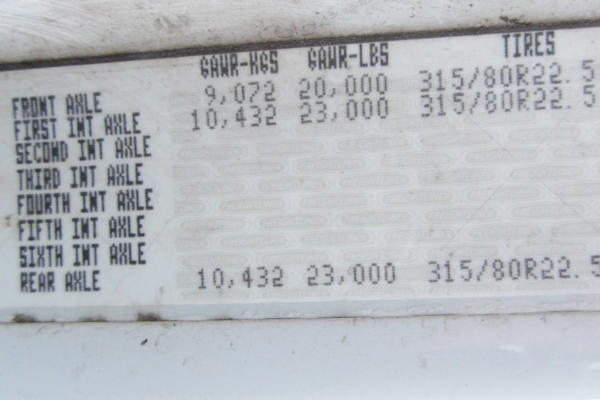 GAWR-KGS GAWR-LBS TIRES
FRONT AXLE 9,072 20,000 315/80R22.5
FIRST INT AXLE 10,432 23,000 315/80R22.5
SECOND INT AXLE
THIRD INT AXLE
FOURTH INT AXLE
FIFTH INT AXLE
SIXTH INT AXLE
REAR AXLE 10,432 23,000 315/80R22.5